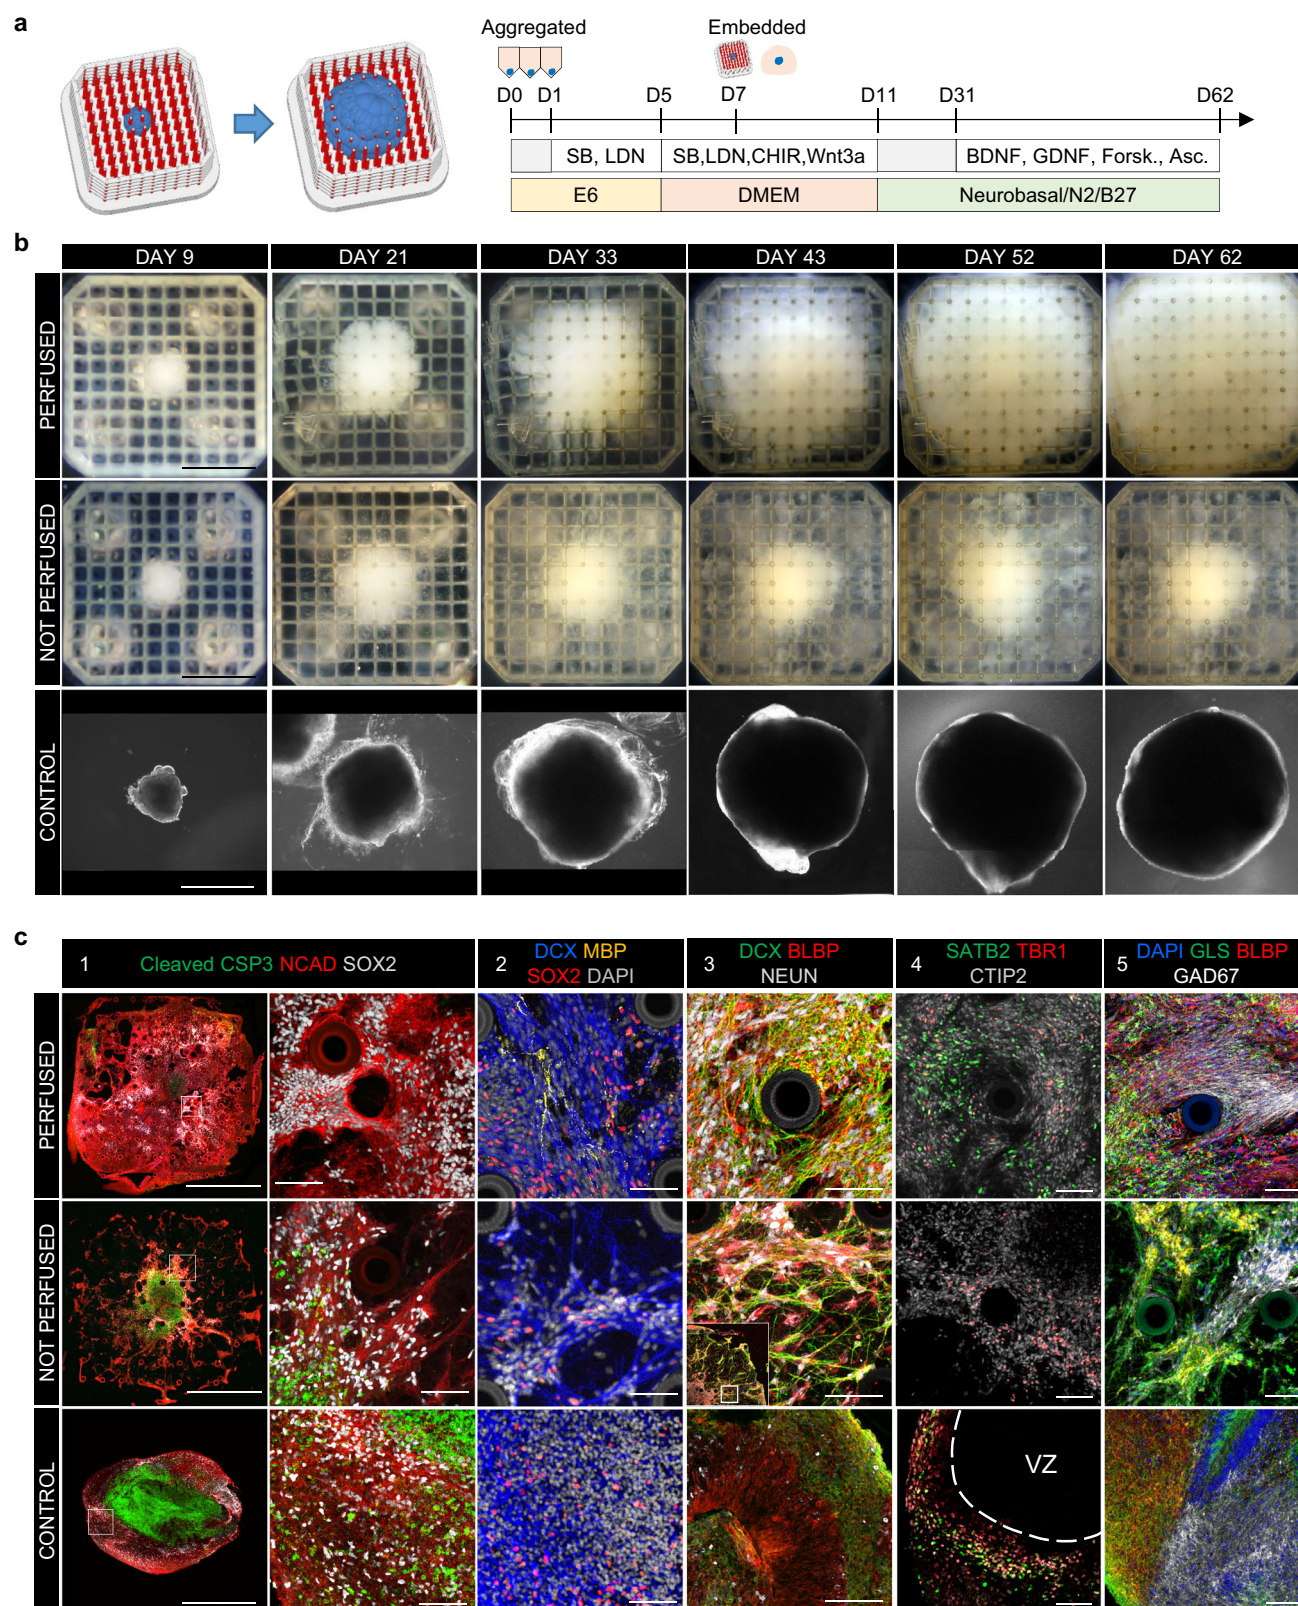 a
Aggregated
Embedded
D0 D1 D5 D7 D11 D31 D62
SB, LDN SB,LDN,CHIR,Wnt3a BDNF, GDNF, Forsk., Asc.
E6 DMEM Neurobasal/N2/B27
b
DAY 9 DAY 21 DAY 33 DAY 43 DAY 52 DAY 62
PERFUSED
NOT PERFUSED
CONTROL
c
1 Cleaved CSP3 NCAD SOX2
2 DCX MBP
SOX2 DAPI
3 DCX BLBP
NEUN
4 SATB2 TBR1
CTIP2
5 DAPI GLS BLBP
GAD67
PERFUSED
NOT PERFUSED
CONTROL
VZ